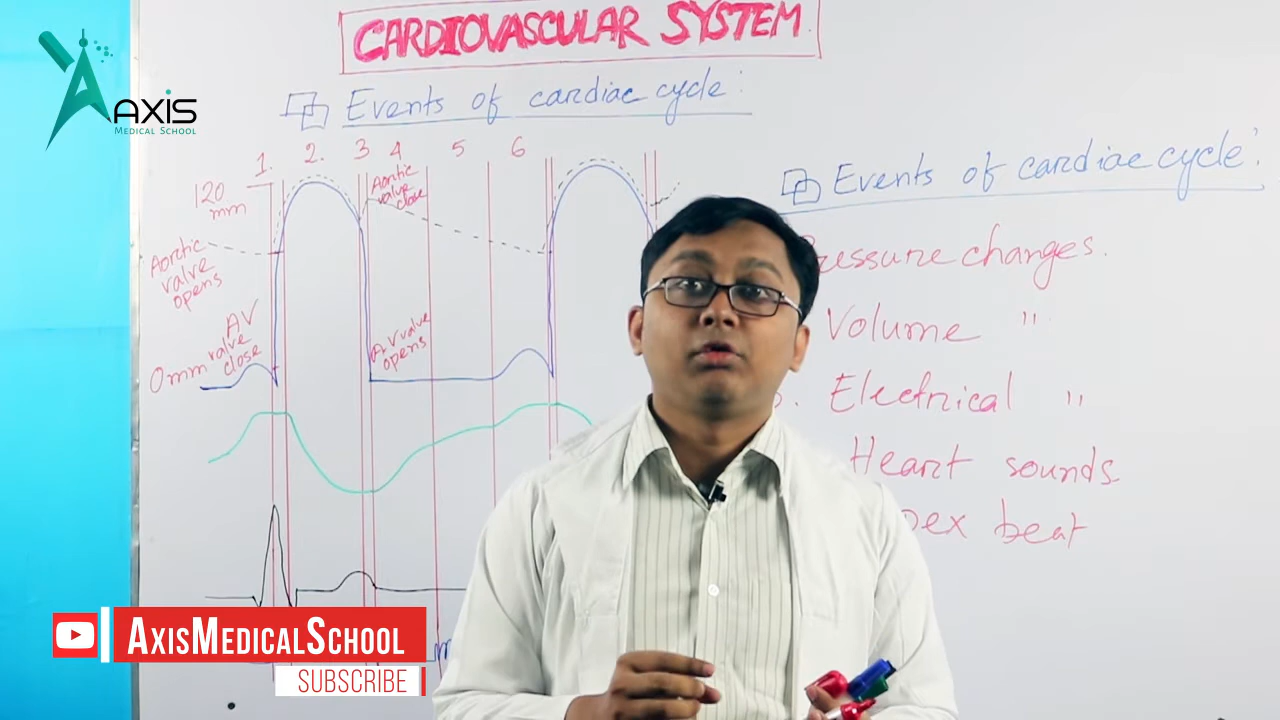 CARDIOVASCULAR SYSTEM
AXIS
MEDICAL SCHOOL
Events of cardiac cycle:
Events of cardiac cycle:
1. 2. 3 4 5 6
120
mm
Aortic
valve
close
Aortic
valve
opens
AV
valve
close
0mm
AV valve
opens
Pressure changes.
Volume "
Electrical "
Heart sounds
beat
AXISMEDICALSCHOOL
SUBSCRIBE